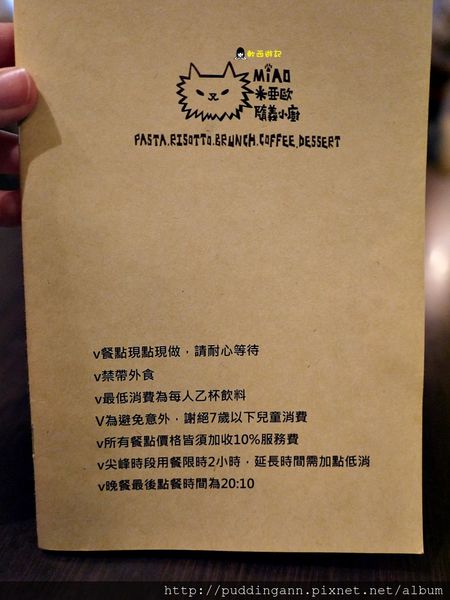 軟西遊記
MiAO
米亞歐
隨義小廚
PASTA.RISOTTO.BRUNCH.COFFEE.DESSERT
v餐點現點現做，請耐心等待
v禁帶外食
v最低消費為每人乙杯飲料
V為避免意外，謝絕7歲以下兒童消費
v所有餐點價格皆須加收10%服務費
v尖峰時段用餐限時2小時，延長時間需加點低消
v晚餐最後點餐時間為20:10
http://puddingann.pixnet.net/album